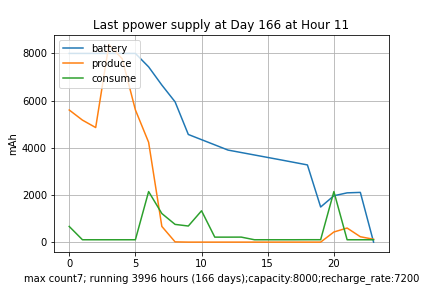 Last ppower supply at Day 166 at Hour 11
battery
produce
consume
8000
6000
4000
2000
0
mAh
0 5 10 15 20
max count7; running 3996 hours (166 days);capacity:8000;recharge_rate:7200